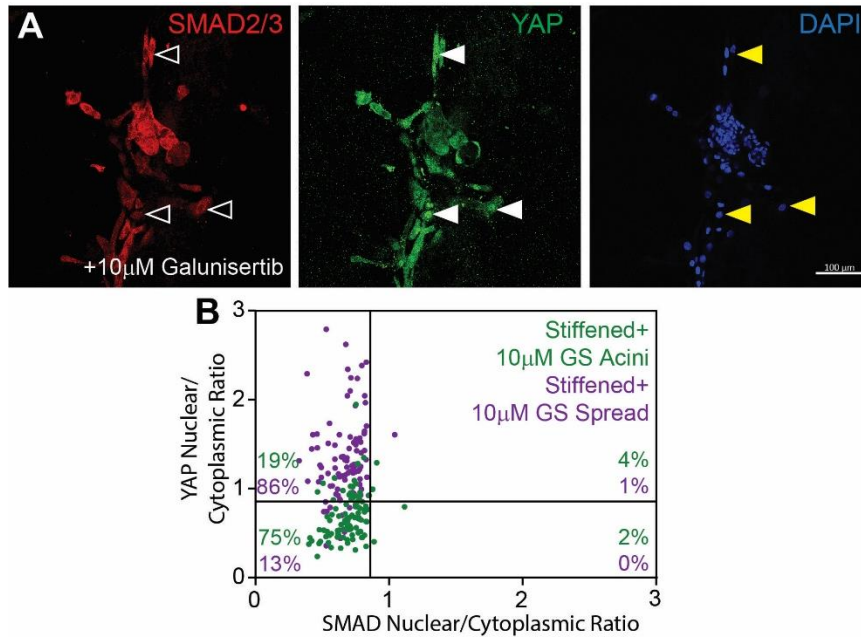 A
SMAD2/3
YAP
DAPI
+10µM Galunisertib
100 µm
B
3
2
1
0
YAP Nuclear/
Cytoplasmic Ratio
Stiffened+
10µM GS Acini
Stiffened+
10µM GS Spread
19%
86%
4%
1%
75%
13%
2%
0%
0
1
2
3
SMAD Nuclear/Cytoplasmic Ratio